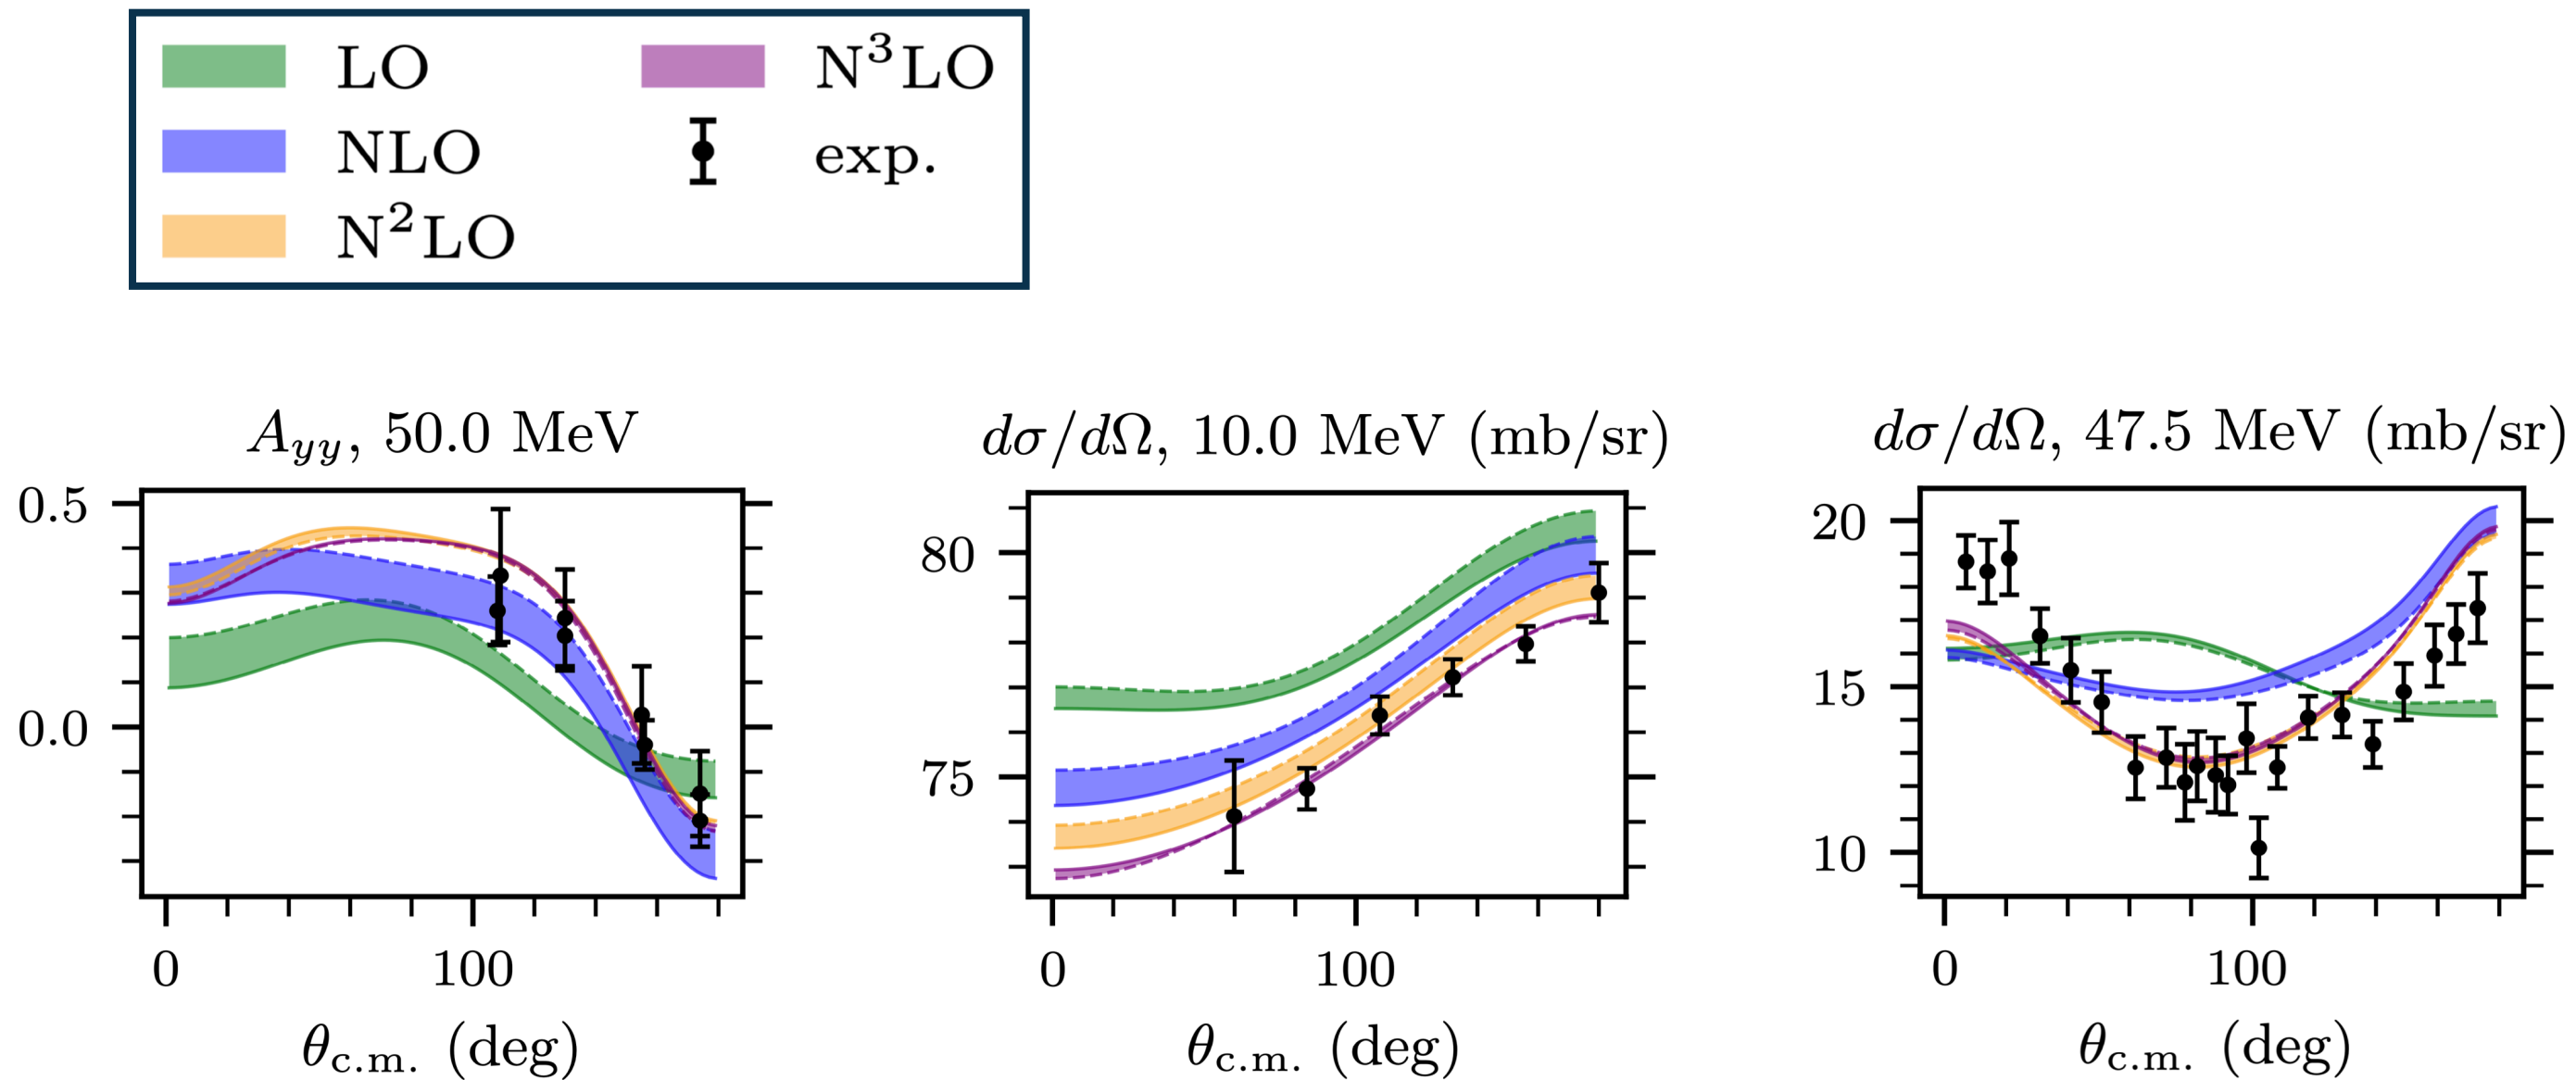 LO
NLO
N²LO
N³LO
exp.
A_yy, 50.0 MeV
0.5
0.0
0 100
θ_c.m. (deg)
dσ/dΩ, 10.0 MeV (mb/sr)
80
75
0 100
θ_c.m. (deg)
dσ/dΩ, 47.5 MeV (mb/sr)
20
15
10
0 100
θ_c.m. (deg)